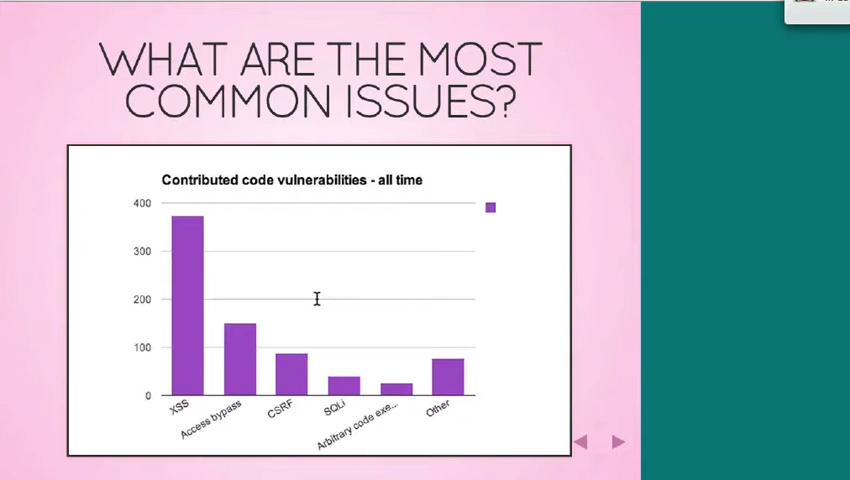 WHAT ARE THE MOST
COMMON ISSUES?
Contributed code vulnerabilities - all time
400
300
200
100
0
XSS
Access bypass
CSRF
SQLi
Arbitrary code exe...
Other